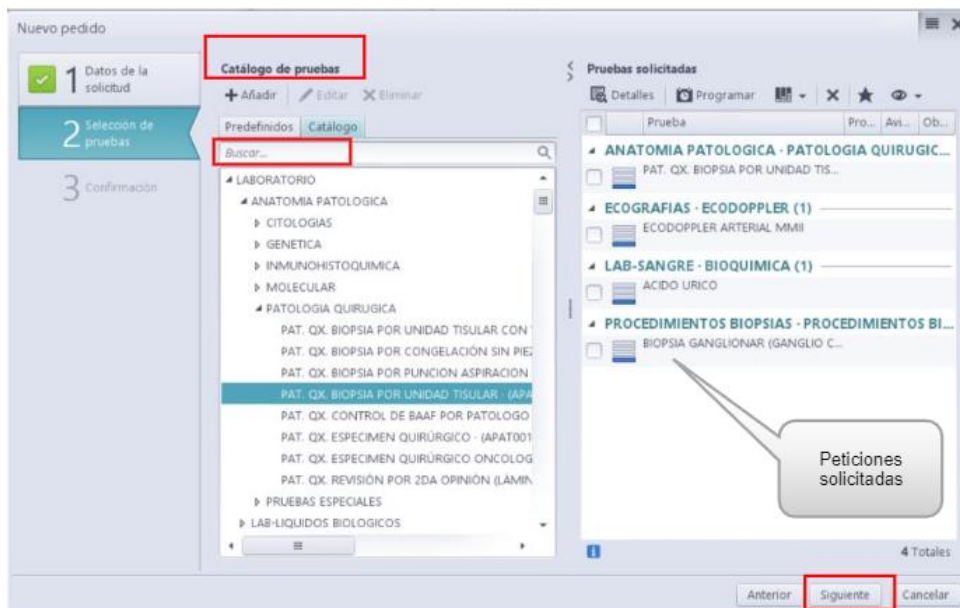 Nuevo pedido
1 Datos de la solicitud
2 Selección de pruebas
3 Confirmación
Catálogo de pruebas
Añadir Editar Eliminar
Predefinidos Catálogo
Buscar...
LABORATORIO
ANATOMIA PATOLOGICA
CITOLOGIAS
GENETICA
INMUNOHISTOQUIMICA
MOLECULAR
PATOLOGIA QUIRUGICA
PAT. QX. BIOPSIA POR UNIDAD TISULAR CON
PAT. QX. BIOPSIA POR CONGELACIÓN SIN PIE
PAT. QX. BIOPSIA POR PUNCION ASPIRACION
PAT. QX. BIOPSIA POR UNIDAD TISULAR · (APA
PAT. QX. CONTROL DE BAAF POR PATOLOGO
PAT. QX. ESPECIMEN QUIRÚRGICO · (APAT001
PAT. QX. ESPECIMEN QUIRÚRGICO ONCOLOG
PAT. QX. REVISIÓN POR 2DA OPINIÓN (LAMIN
PRUEBAS ESPECIALES
LAB-LIQUIDOS BIOLOGICOS
Pruebas solicitadas
Detalles Programar
Prueba Pro... Avi... Ob...
ANATOMIA PATOLOGICA · PATOLOGIA QUIRUGIC...
PAT. QX. BIOPSIA POR UNIDAD TIS...
ECOGRAFIAS · ECODOPPLER (1)
ECODOPPLER ARTERIAL MMII
LAB-SANGRE · BIOQUIMICA (1)
ACIDO URICO
PROCEDIMIENTOS BIOPSIAS · PROCEDIMIENTOS BI...
BIOPSIA GANGLIONAR (GANGLIO C...
Peticiones
solicitadas
4 Totales
Anterior Siguiente Cancelar